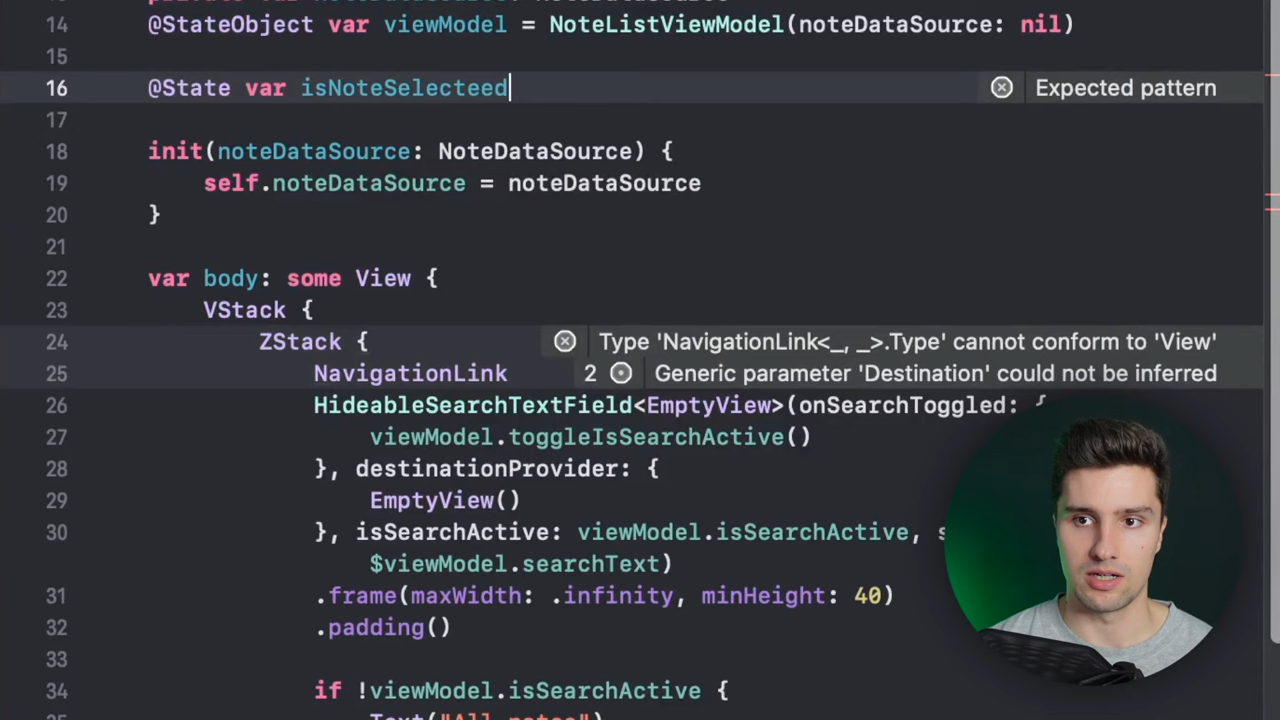 14 @StateObject var viewModel = NoteListViewModel(noteDataSource: nil)
15
16 @State var isNoteSelecteed Expected pattern
17
18 init(noteDataSource: NoteDataSource) {
19 self.noteDataSource = noteDataSource
20 }
21
22 var body: some View {
23 VStack {
24 ZStack { Type 'NavigationLink<_, _>.Type' cannot conform to 'View'
25 NavigationLink 2 Generic parameter 'Destination' could not be inferred
26 HideableSearchTextField<EmptyView>(onSearchToggled: {
27 viewModel.toggleIsSearchActive()
28 }, destinationProvider: {
29 EmptyView()
30 }, isSearchActive: viewModel.isSearchActive,
$viewModel.searchText)
31 .frame(maxWidth: .infinity, minHeight: 40)
32 .padding()
33
34 if !viewModel.isSearchActive {
Text("All notes")